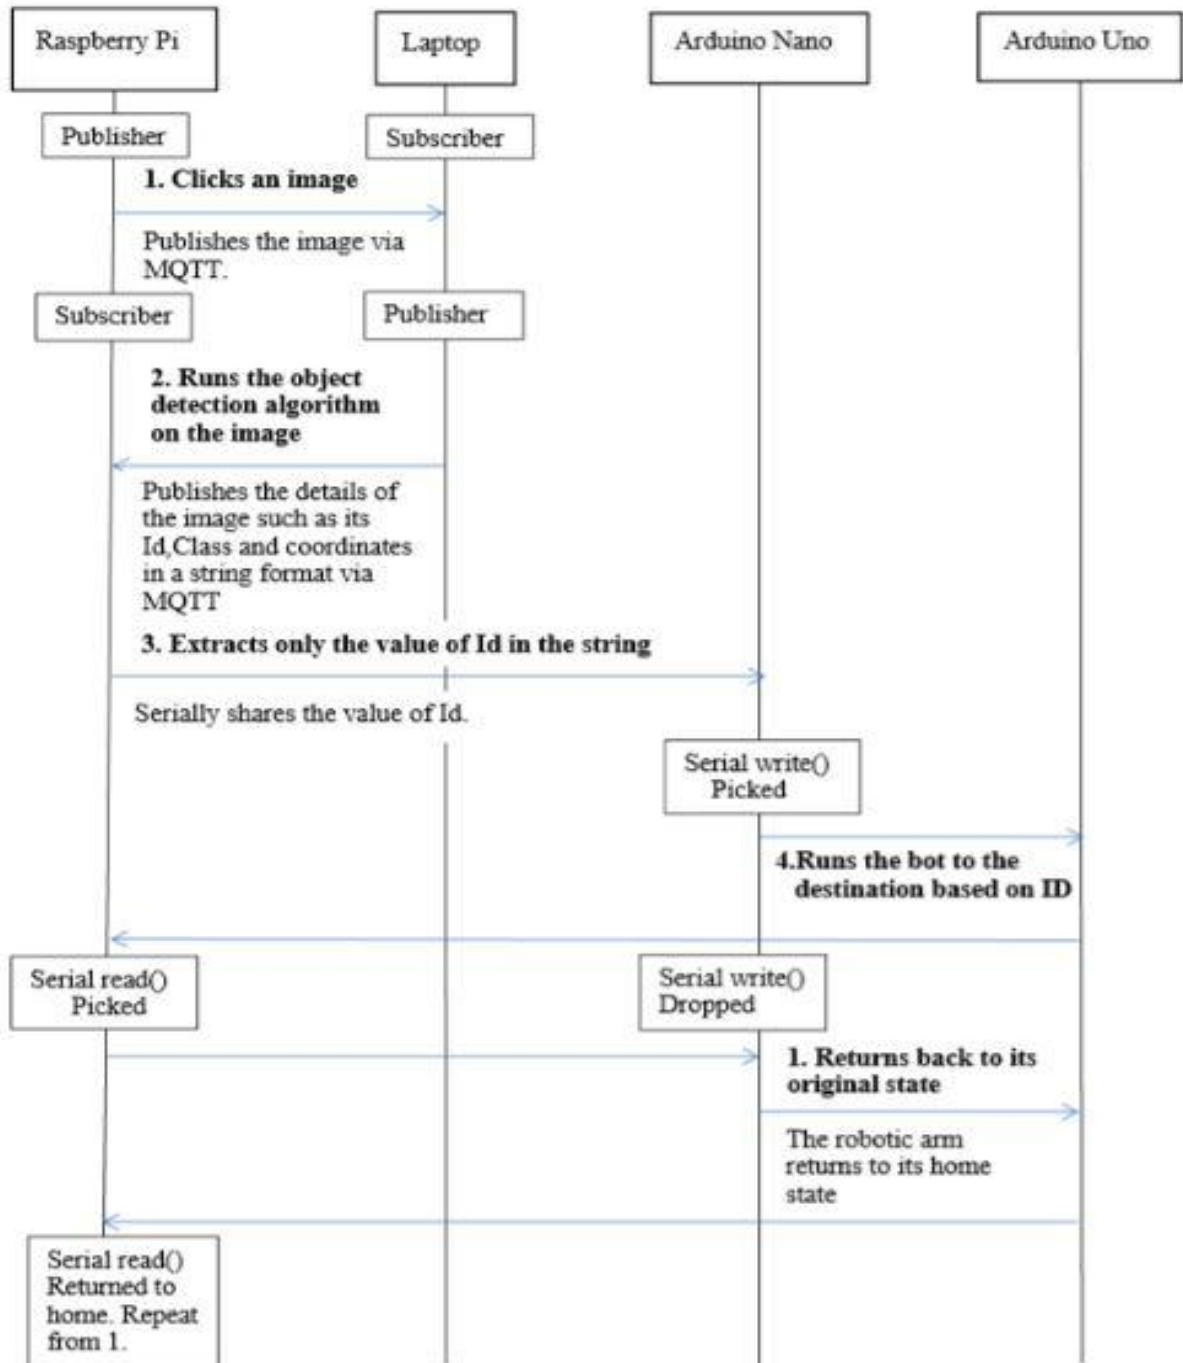 Raspberry Pi
Laptop
Arduino Nano
Arduino Uno
Publisher
Subscriber
1. Clicks an image
Publishes the image via
MQTT.
Subscriber
Publisher
2. Runs the object
detection algorithm
on the image
Publishes the details of
the image such as its
Id,Class and coordinates
in a string format via
MQTT
3. Extracts only the value of Id in the string
Serially shares the value of Id.
Serial write()
Picked
4.Runs the bot to the
destination based on ID
Serial read()
Picked
Serial write()
Dropped
1. Returns back to its
original state
The robotic arm
returns to its home
state
Serial read()
Returned to
home. Repeat
from 1.